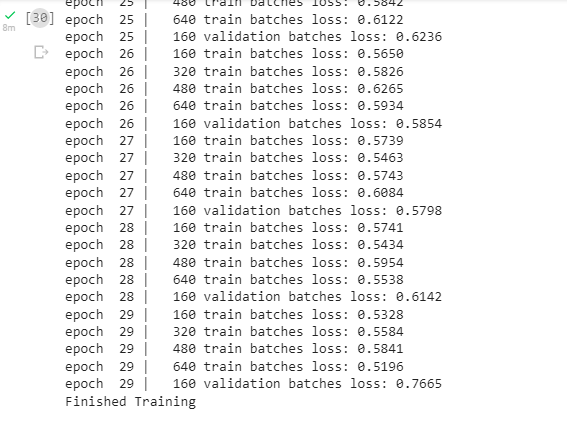 epoch  25 |   480 train batches loss: 0.5842
[30]
8m
epoch  25 |   640 train batches loss: 0.6122
epoch  25 |   160 validation batches loss: 0.6236
epoch  26 |   160 train batches loss: 0.5650
epoch  26 |   320 train batches loss: 0.5826
epoch  26 |   480 train batches loss: 0.6265
epoch  26 |   640 train batches loss: 0.5934
epoch  26 |   160 validation batches loss: 0.5854
epoch  27 |   160 train batches loss: 0.5739
epoch  27 |   320 train batches loss: 0.5463
epoch  27 |   480 train batches loss: 0.5743
epoch  27 |   640 train batches loss: 0.6084
epoch  27 |   160 validation batches loss: 0.5798
epoch  28 |   160 train batches loss: 0.5741
epoch  28 |   320 train batches loss: 0.5434
epoch  28 |   480 train batches loss: 0.5954
epoch  28 |   640 train batches loss: 0.5538
epoch  28 |   160 validation batches loss: 0.6142
epoch  29 |   160 train batches loss: 0.5328
epoch  29 |   320 train batches loss: 0.5584
epoch  29 |   480 train batches loss: 0.5841
epoch  29 |   640 train batches loss: 0.5196
epoch  29 |   160 validation batches loss: 0.7665
Finished Training